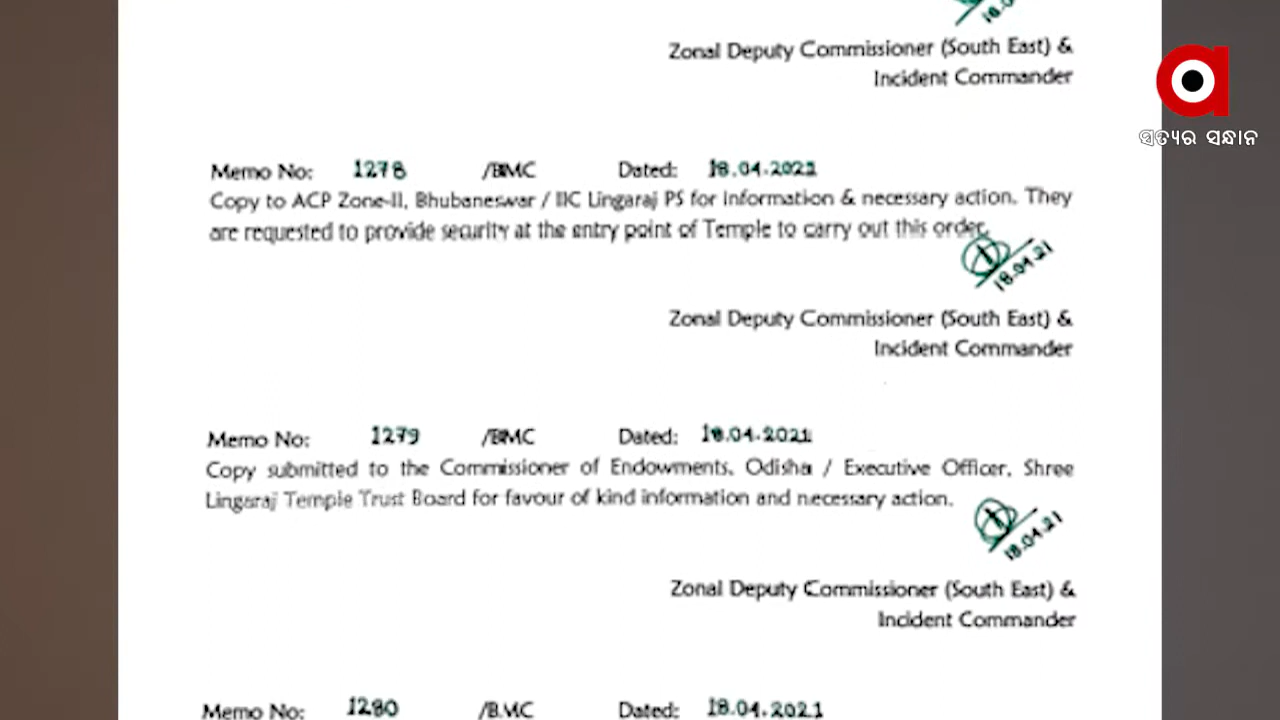 18.0
Zonal Deputy Commissioner (South East) &
Incident Commander
ସତ୍ୟର ସନ୍ଧାନ
Memo No: 1278 /BMC Dated: 18.04.2021
Copy to ACP Zone-II, Bhubaneswar / IIC Lingaraj PS for information & necessary action. They
are requested to provide security at the entry point of Temple to carry out this order.
18.04.21
Zonal Deputy Commissioner (South East) &
Incident Commander
Memo No: 1279 /BMC Dated: 18.04.2021
Copy submitted to the Commissioner of Endowments, Odisha / Executive Officer, Shree
Lingaraj Temple Trust Board for favour of kind information and necessary action.
18.04.21
Zonal Deputy Commissioner (South East) &
Incident Commander
Memo No: 1280 /BMC Dated: 18.04.2021